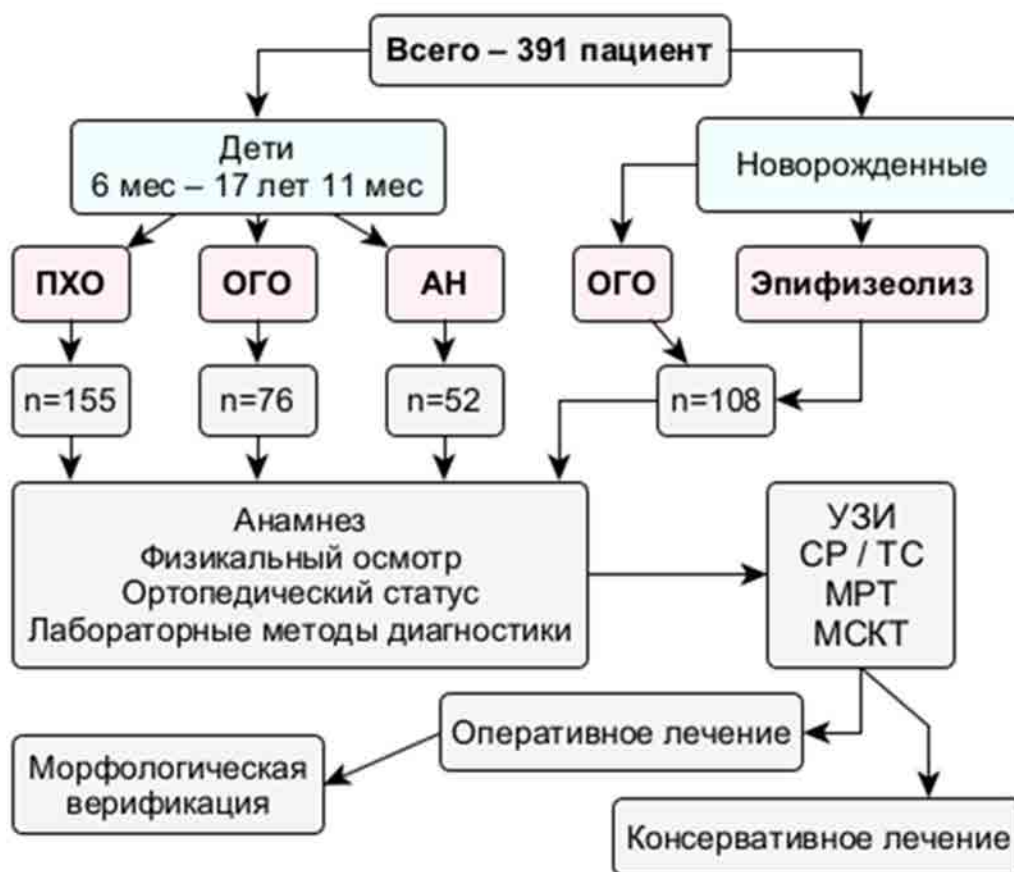 Всего – 391 пациент
Дети
6 мес – 17 лет 11 мес
Новорожденные
ПХО
ОГО
АН
ОГО
Эпифизеолиз
n=155
n=76
n=52
n=108
Анамнез
Физикальный осмотр
Ортопедический статус
Лабораторные методы диагностики
УЗИ
СР / ТС
МРТ
МСКТ
Оперативное лечение
Морфологическая
верификация
Консервативное лечение